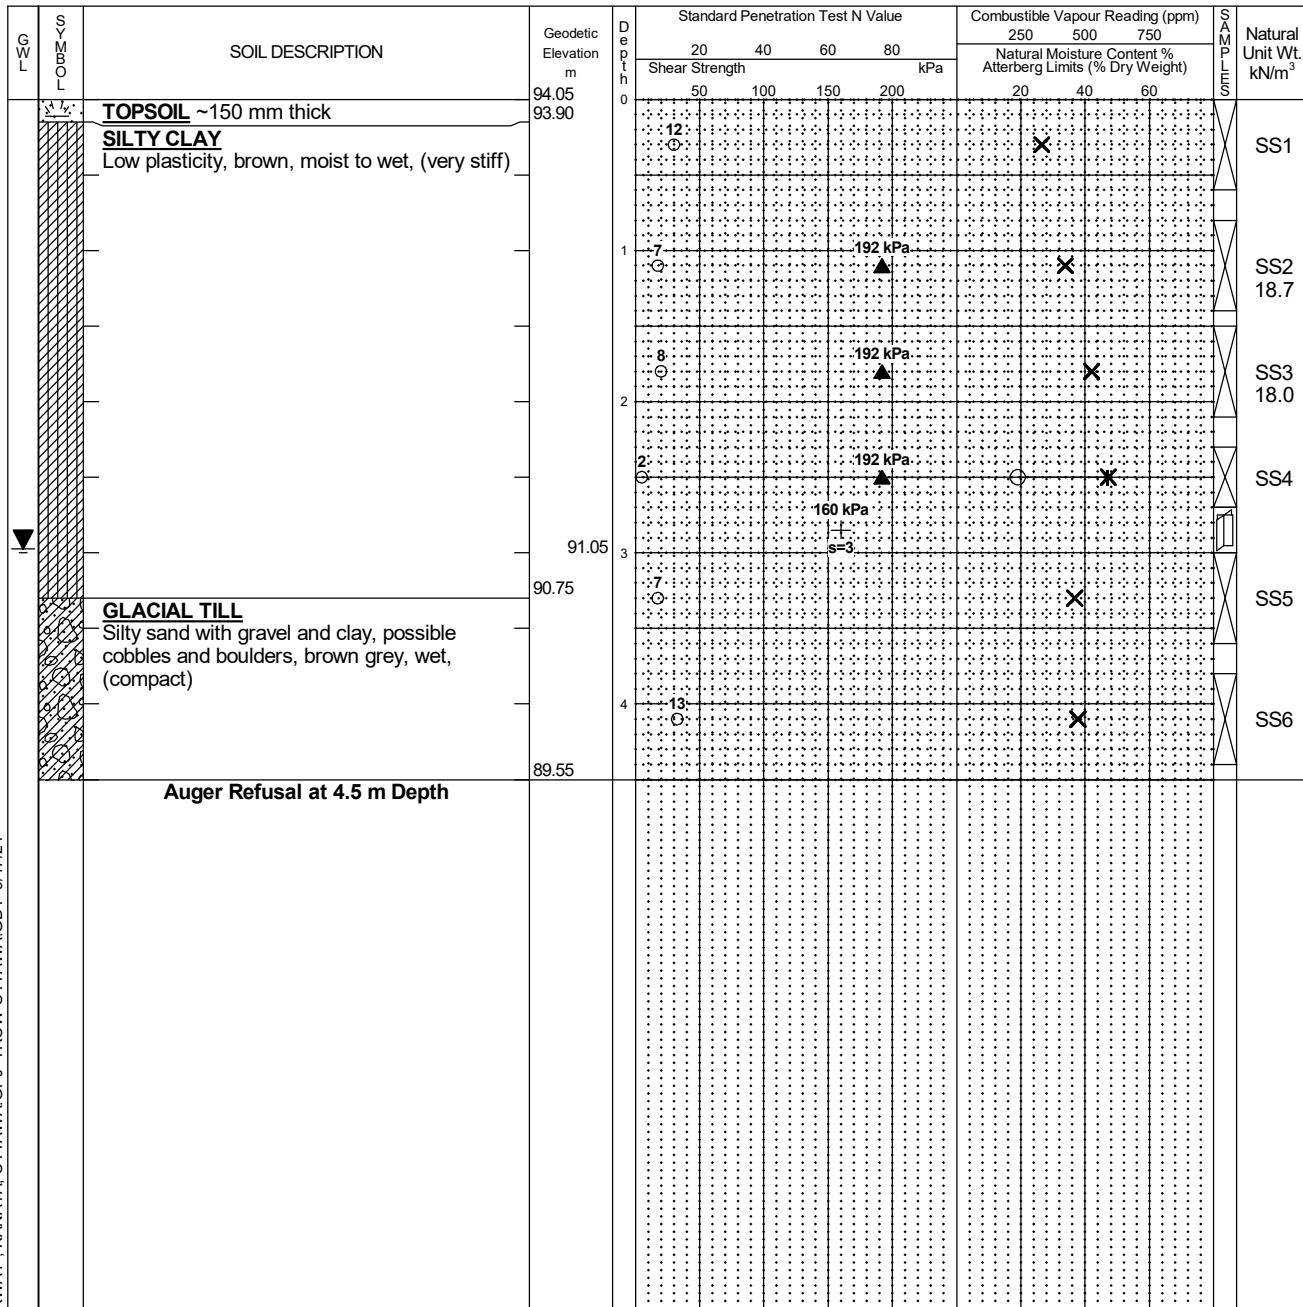 GWL
SYMBOL
SOIL DESCRIPTION
Geodetic
Elevation
m
Depth
Standard Penetration Test N Value
20 40 60 80
Shear Strength kPa
50 100 150 200
Combustible Vapour Reading (ppm)
250 500 750
Natural Moisture Content %
Atterberg Limits (% Dry Weight)
20 40 60
SAMPLES
Natural
Unit Wt.
kN/m³
94.05
0
TOPSOIL ~150 mm thick
93.90
SILTY CLAY
Low plasticity, brown, moist to wet, (very stiff)
12
SS1
1
7
192 kPa
SS2
18.7
8
192 kPa
SS3
18.0
2
2
192 kPa
SS4
160 kPa
s=3
91.05
3
90.75
7
SS5
GLACIAL TILL
Silty sand with gravel and clay, possible
cobbles and boulders, brown grey, wet,
(compact)
4
13
SS6
89.55
Auger Refusal at 4.5 m Depth